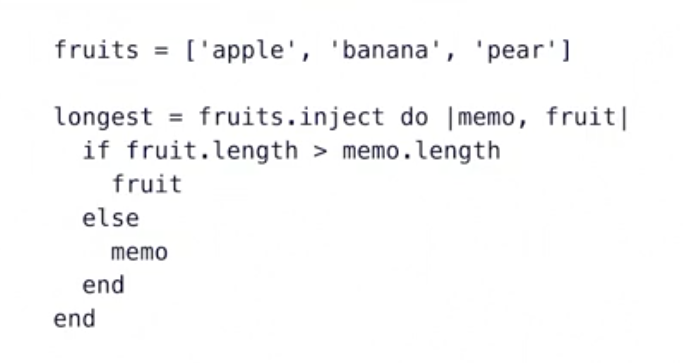 fruits = ['apple', 'banana', 'pear']

longest = fruits.inject do |memo, fruit|
  if fruit.length > memo.length
    fruit
  else
    memo
  end
end